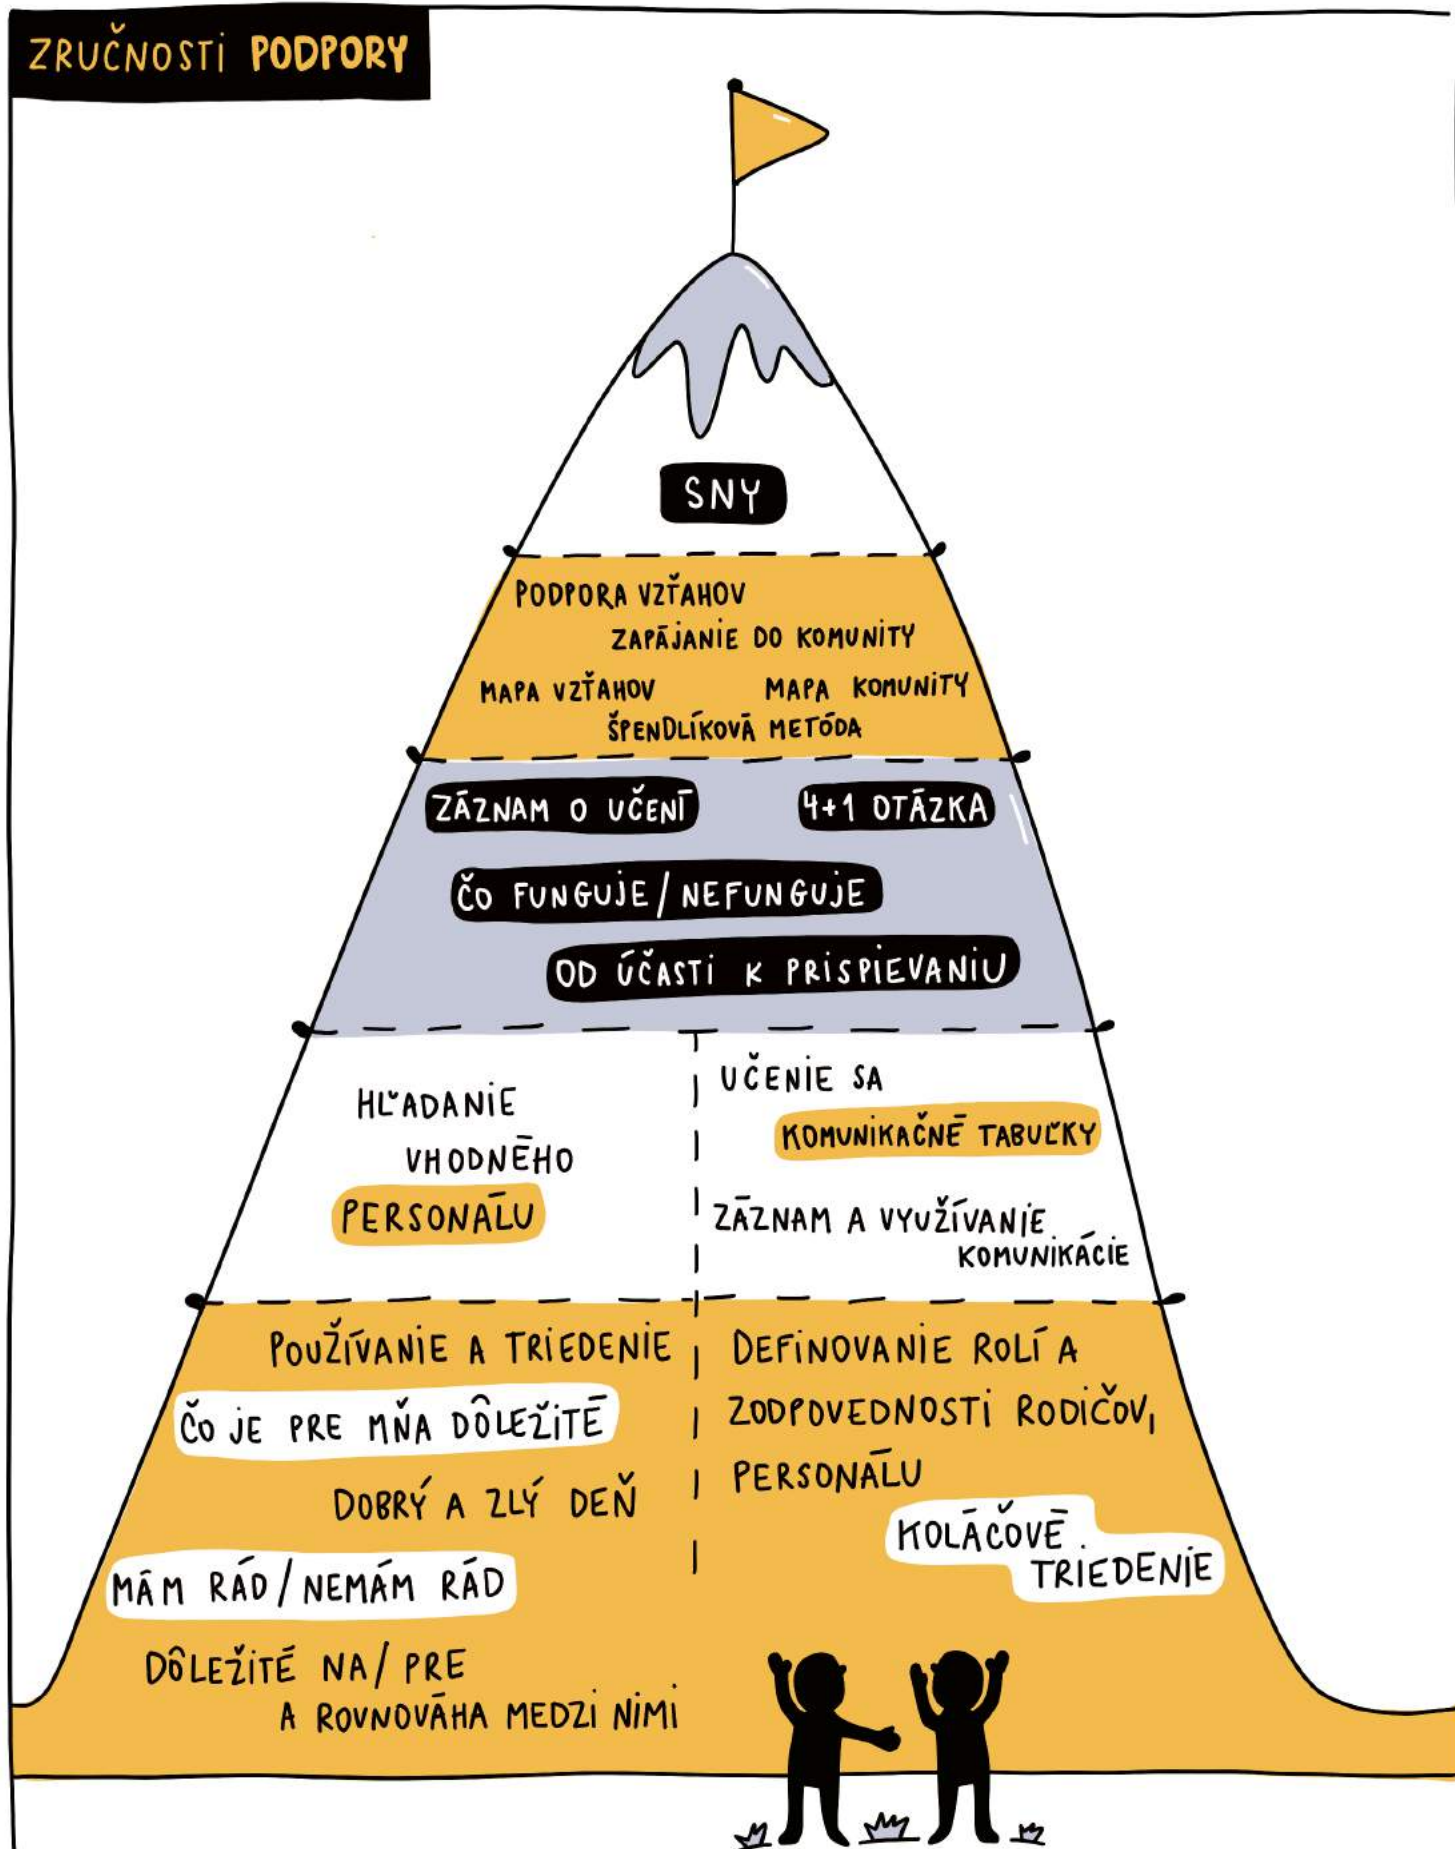 ZRUČNOSTI PODPORY
SNY
PODPORA VZŤAHOV
ZAPÁJANIE DO KOMUNITY
MAPA VZŤAHOV MAPA KOMUNITY
ŠPENDLÍKOVÁ METÓDA
ZÁZNAM O UČENÍ 4+1 OTÁZKA
ČO FUNGUJE/NEFUNGUJE
OD ÚČASTI K PRISPIEVANIU
HĽADANIE
VHODNÉHO
PERSONÁLU
UČENIE SA
KOMUNIKAČNÉ TABUĽKY
ZÁZNAM A VYUŽÍVANIE
KOMUNIKÁCIE
POUŽÍVANIE A TRIEDENIE
ČO JE PRE MŇA DÔLEŽITÉ
DOBRÝ A ZLÝ DEŇ
MÁM RÁD/NEMÁM RÁD
DÔLEŽITÉ NA/PRE
A ROVNOVÁHA MEDZI NIMI
DEFINOVANIE ROLÍ A
ZODPOVEDNOSTI RODIČOV,
PERSONÁLU
KOLÁČOVÉ
TRIEDENIE